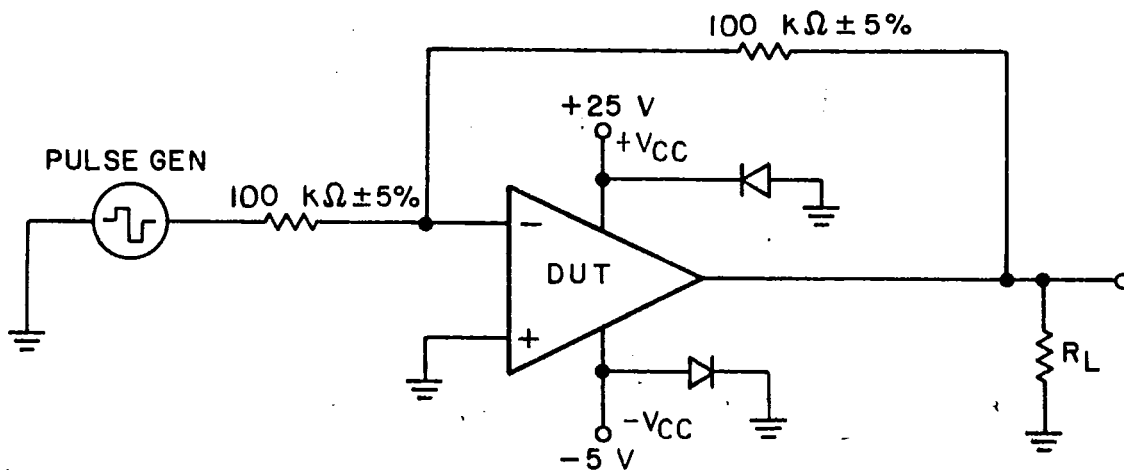 100 kΩ±5%
+25 V
+VCC
PULSE GEN
100 kΩ±5%
−
DUT
+
RL
−VCC
−5 V